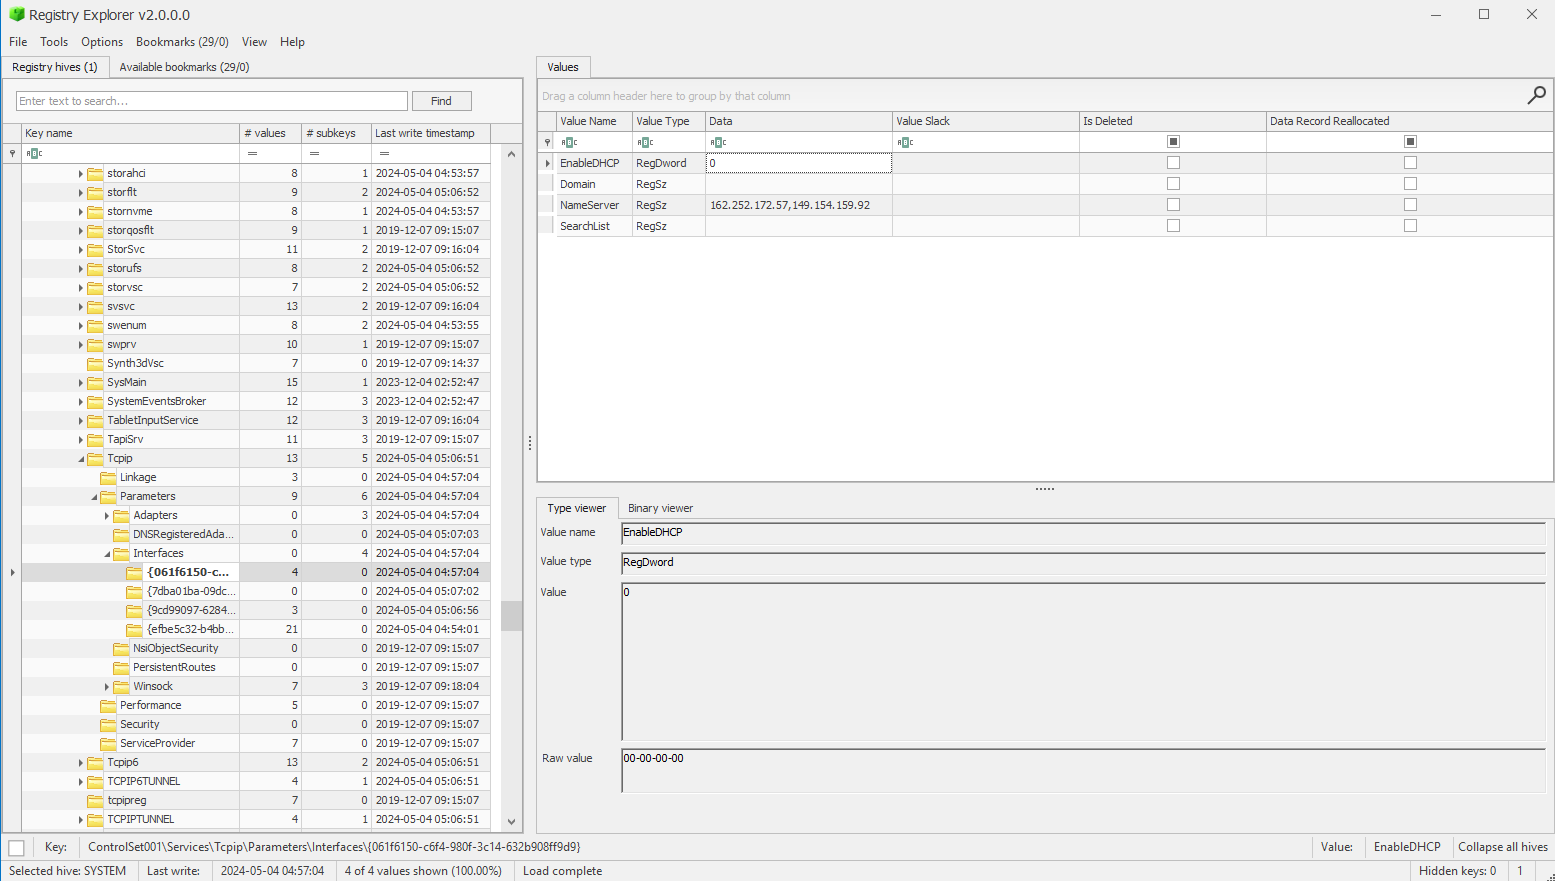 Registry Explorer v2.0.0.0
File Tools Options Bookmarks (29/0) View Help
Registry hives (1) Available bookmarks (29/0)
Enter text to search... Find
Key name # values # subkeys Last write timestamp
ABC = = =
storahci 8 1 2024-05-04 04:53:57
storflt 9 2 2024-05-04 05:06:52
stornvme 8 1 2024-05-04 04:53:57
storqosflt 9 1 2019-12-07 09:15:07
StorSvc 11 2 2019-12-07 09:16:04
storufs 8 2 2024-05-04 05:06:52
storvsc 7 2 2024-05-04 05:06:52
svsvc 13 2 2019-12-07 09:16:04
swenum 8 2 2024-05-04 04:53:55
swprv 10 1 2019-12-07 09:15:07
Synth3dVsc 7 0 2019-12-07 09:14:37
SysMain 15 1 2023-12-04 02:52:47
SystemEventsBroker 12 3 2023-12-04 02:52:47
TabletInputService 12 3 2019-12-07 09:16:04
TapiSrv 11 3 2019-12-07 09:15:07
Tcpip 13 5 2024-05-04 05:06:51
Linkage 3 0 2024-05-04 04:57:04
Parameters 9 6 2024-05-04 04:57:04
Adapters 0 3 2024-05-04 04:57:04
DNSRegisteredAda... 0 0 2024-05-04 05:07:03
Interfaces 0 4 2024-05-04 04:57:04
{061f6150-c... 4 0 2024-05-04 04:57:04
{7dba01ba-09dc... 0 0 2024-05-04 05:07:02
{9cd99097-6284... 3 0 2024-05-04 05:06:56
{efbe5c32-b4bb... 21 0 2024-05-04 04:54:01
NsiObjectSecurity 0 0 2019-12-07 09:15:07
PersistentRoutes 0 0 2019-12-07 09:15:07
Winsock 7 3 2019-12-07 09:18:04
Performance 5 0 2019-12-07 09:15:07
Security 0 0 2019-12-07 09:15:07
ServiceProvider 7 0 2019-12-07 09:15:07
Tcpip6 13 2 2024-05-04 05:06:51
TCPIP6TUNNEL 4 1 2024-05-04 05:06:51
tcpipreg 7 0 2019-12-07 09:15:07
TCPIPTUNNEL 4 1 2024-05-04 05:06:51
Values
Drag a column header here to group by that column
Value Name Value Type Data Value Slack Is Deleted Data Record Reallocated
ABC ABC ABC ABC
EnableDHCP RegDword 0
Domain RegSz
NameServer RegSz 162.252.172.57,149.154.159.92
SearchList RegSz
Type viewer Binary viewer
Value name EnableDHCP
Value type RegDword
Value 0
Raw value 00-00-00-00
Key: ControlSet001\Services\Tcpip\Parameters\Interfaces\{061f6150-c6f4-980f-3c14-632b908ff9d9} Value: EnableDHCP Collapse all hives
Selected hive: SYSTEM Last write: 2024-05-04 04:57:04 4 of 4 values shown (100.00%) Load complete Hidden keys: 0 1